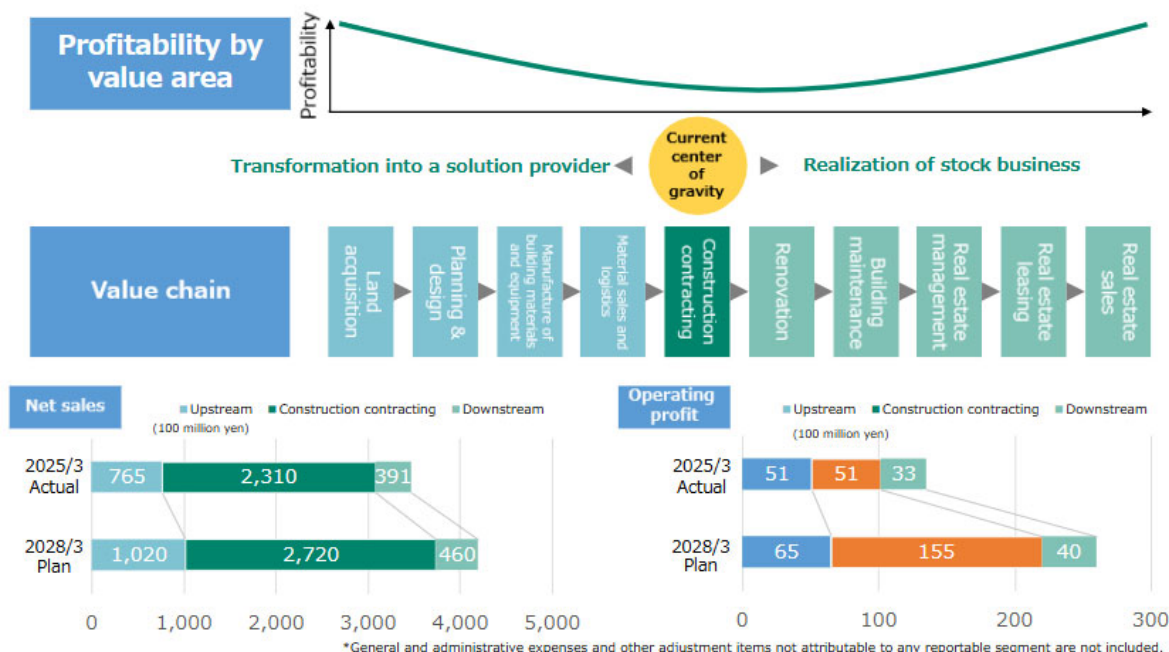 Profitability by
value area
Profitability
Transformation into a solution provider
Current
center
of
gravity
Realization of stock business
Value chain
Land
acquisition
Planning &
design
Manufacture of
building materials
and equipment
Material sales and
logistics
Construction
contracting
Renovation
Building
maintenance
Real estate
management
Real estate
leasing
Real estate
sales
Net sales
Upstream Construction contracting Downstream
(100 million yen)
2025/3
Actual
765 2,310 391
2028/3
Plan
1,020 2,720 460
0 1,000 2,000 3,000 4,000 5,000
Operating
profit
Upstream Construction contracting Downstream
(100 million yen)
2025/3
Actual
51 51 33
2028/3
Plan
65 155 40
0 100 200 300
*General and administrative expenses and other adjustment items not attributable to any reportable segment are not included.